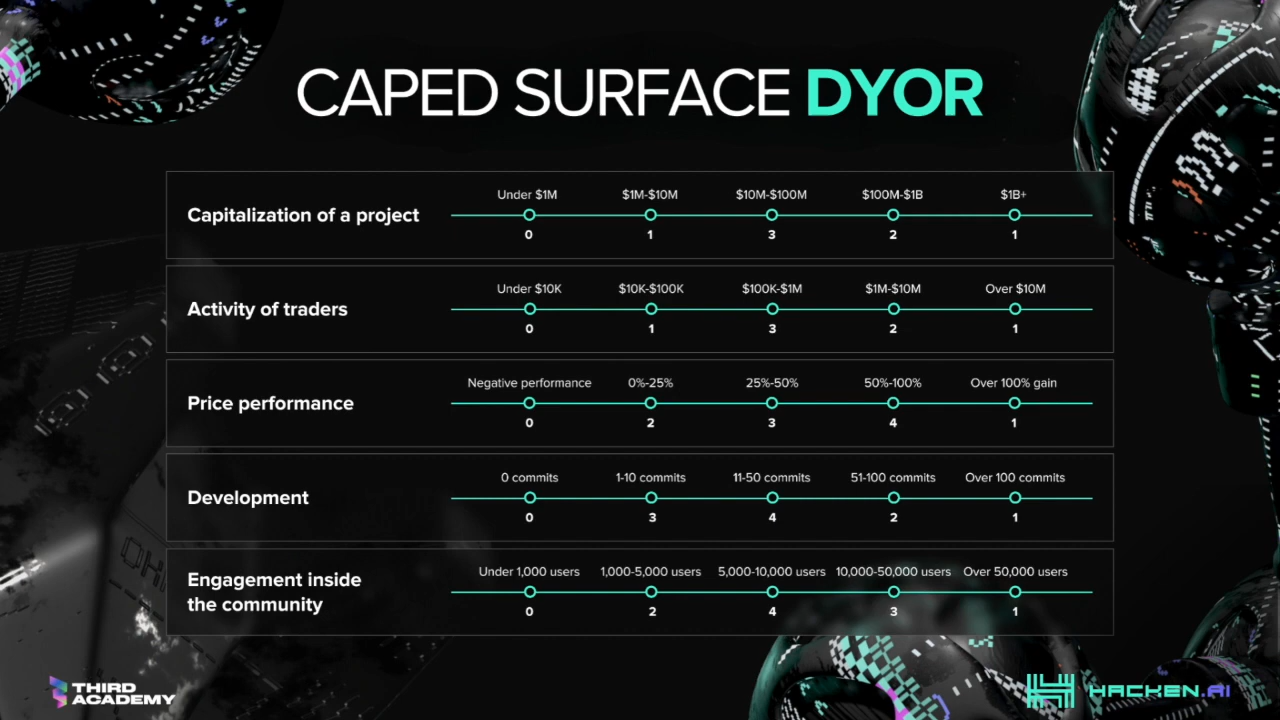 CAPED SURFACE DYOR
Capitalization of a project
Under $1M $1M-$10M $10M-$100M $100M-$1B $1B+
0 1 3 2 1
Activity of traders
Under $10K $10K-$100K $100K-$1M $1M-$10M Over $10M
0 1 3 2 1
Price performance
Negative performance 0%-25% 25%-50% 50%-100% Over 100% gain
0 2 3 4 1
Development
0 commits 1-10 commits 11-50 commits 51-100 commits Over 100 commits
0 3 4 2 1
Engagement inside
the community
Under 1,000 users 1,000-5,000 users 5,000-10,000 users 10,000-50,000 users Over 50,000 users
0 2 4 3 1
THIRD
ACADEMY
HACKEN.AI